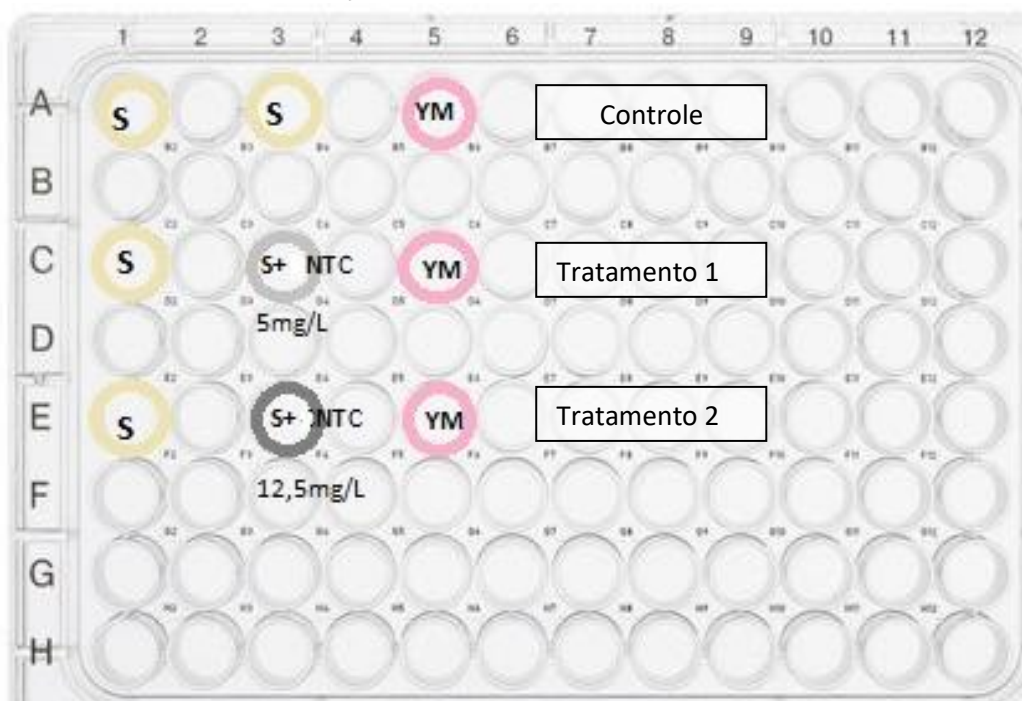 1 2 3 4 5 6 7 8 9 10 11 12
A S S YM Controle
B
C S S+ NTC YM Tratamento 1
5mg/L
D
E S S+ NTC YM Tratamento 2
F 12,5mg/L
G
H